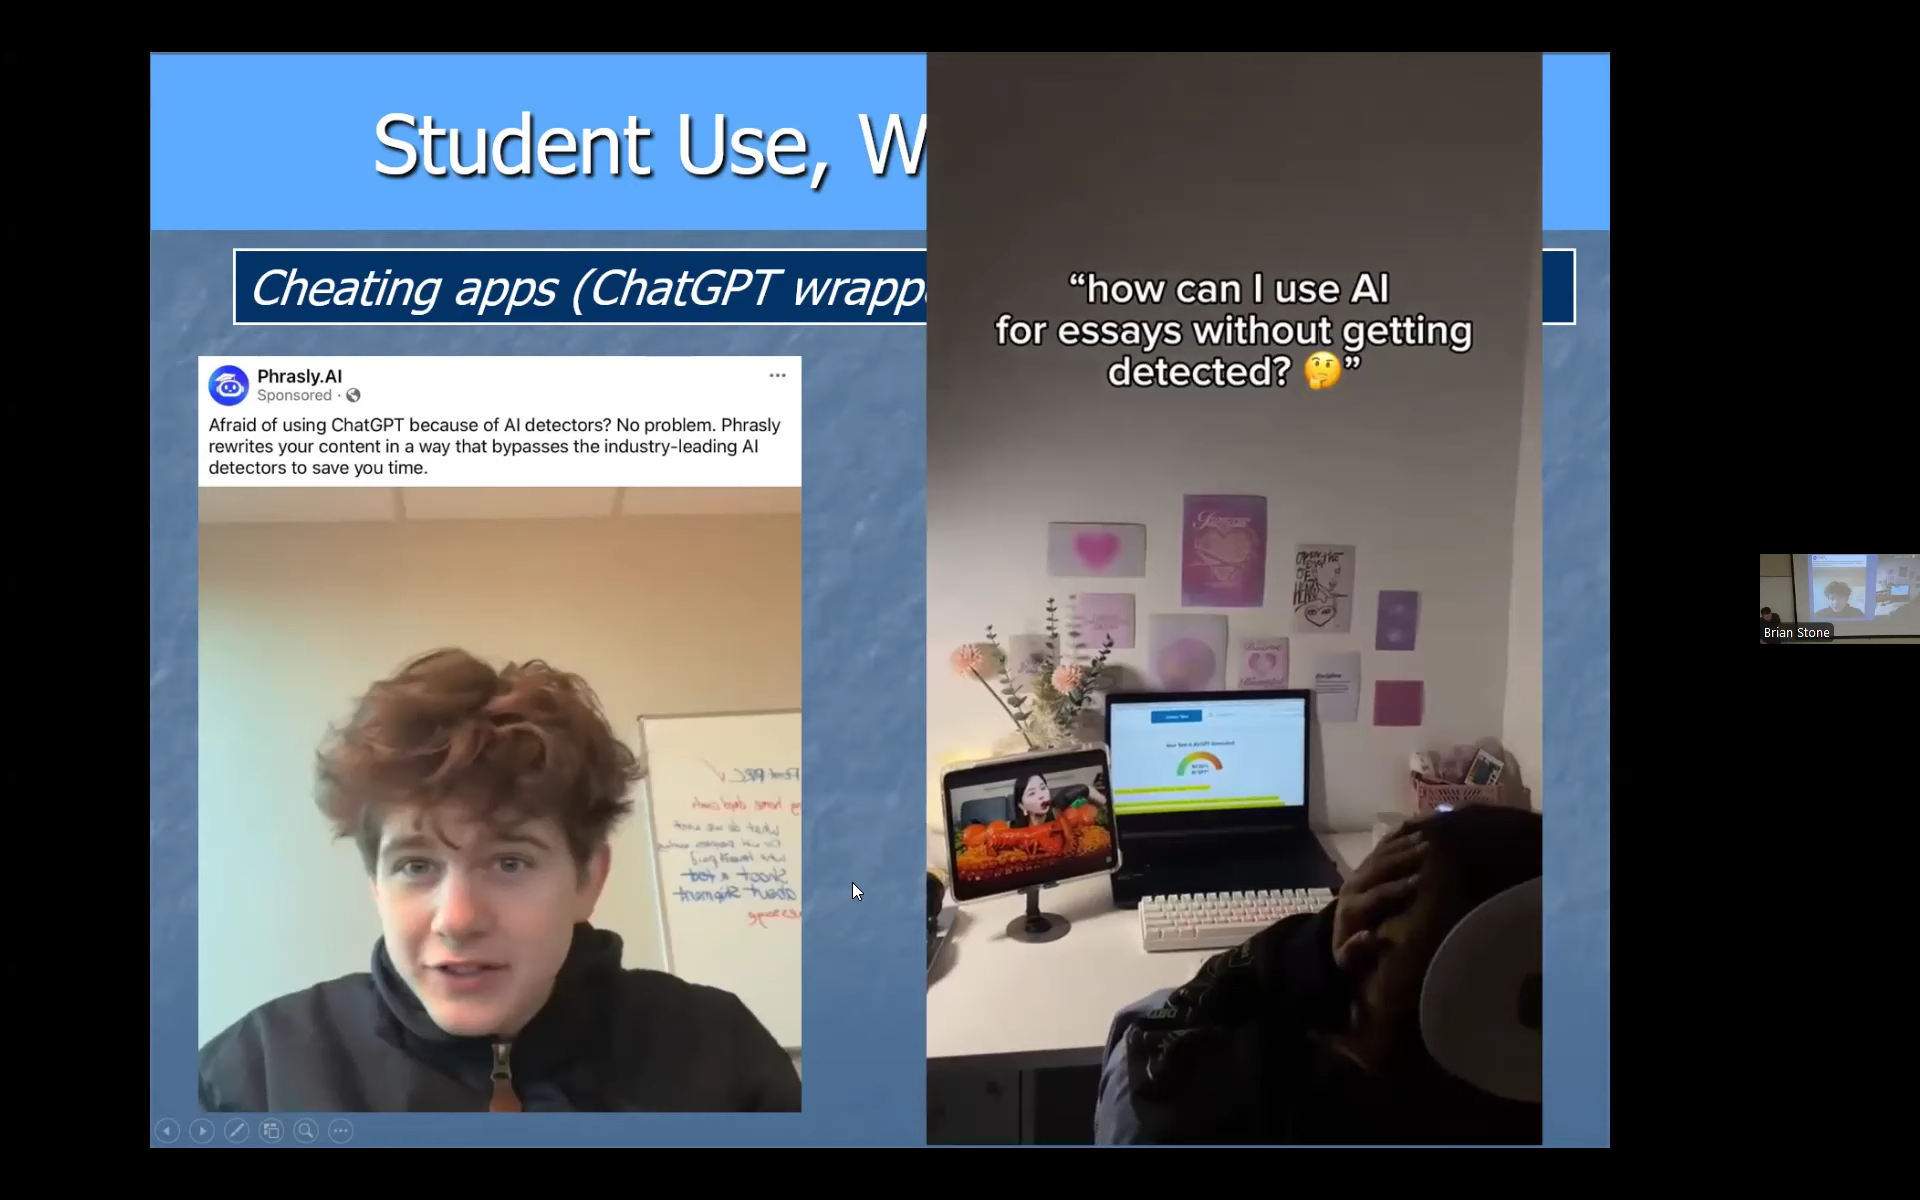 Student Use, W
Cheating apps (ChatGPT wrapp
Phrasly.AI
Sponsored ·
Afraid of using ChatGPT because of AI detectors? No problem. Phrasly
rewrites your content in a way that bypasses the industry-leading AI
detectors to save you time.
“how can I use AI
for essays without getting
detected? 🤔”
Discipline
Brian Stone